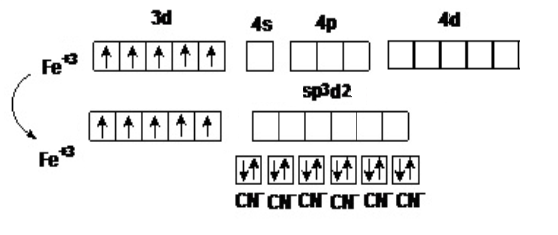 3d 4s 4p 4d
Fe⁺³
sp³d2
Fe⁺³
CN⁻ CN⁻ CN⁻ CN⁻ CN⁻ CN⁻